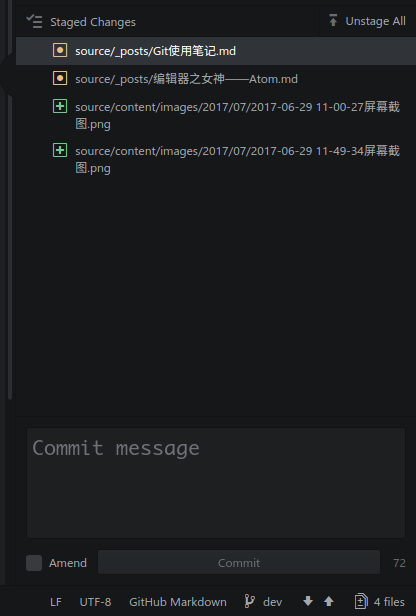 Staged Changes Unstage All
source/_posts/Git使用笔记.md
source/_posts/编辑器之女神——Atom.md
source/content/images/2017/07/2017-06-29 11-00-27屏幕截
图.png
source/content/images/2017/07/2017-06-29 11-49-34屏幕截
图.png
Commit message
Amend Commit 72
LF UTF-8 GitHub Markdown dev 4 files